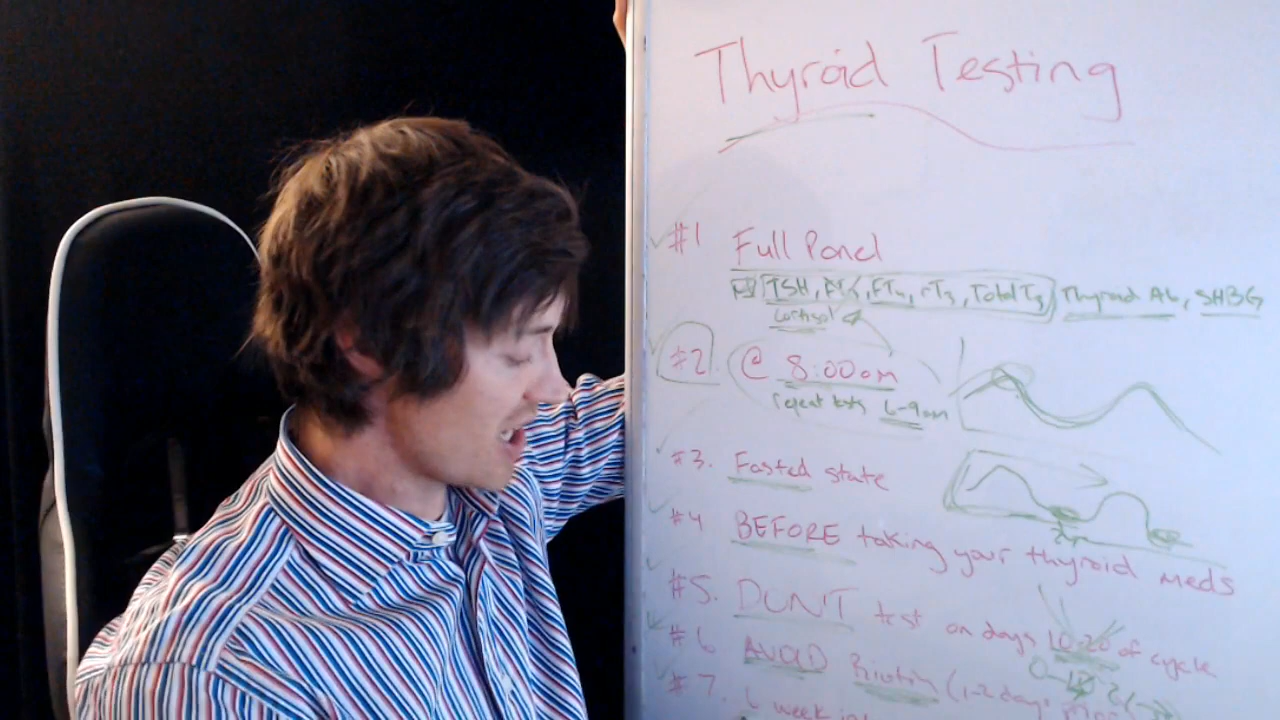 Thyroid Testing
#1 Full Panel
TSH, FT3, FT4, rT3, Total T3, Thyroid Ab, SHBG
Cortisol
#2 @ 8:00am
repeat 6-9am
#3. Fasted state
#4 BEFORE taking your thyroid meds
#5. DON'T test on days 10-20 of cycle
#6 AVOID Biotin (1-2 days
#7. 6 week